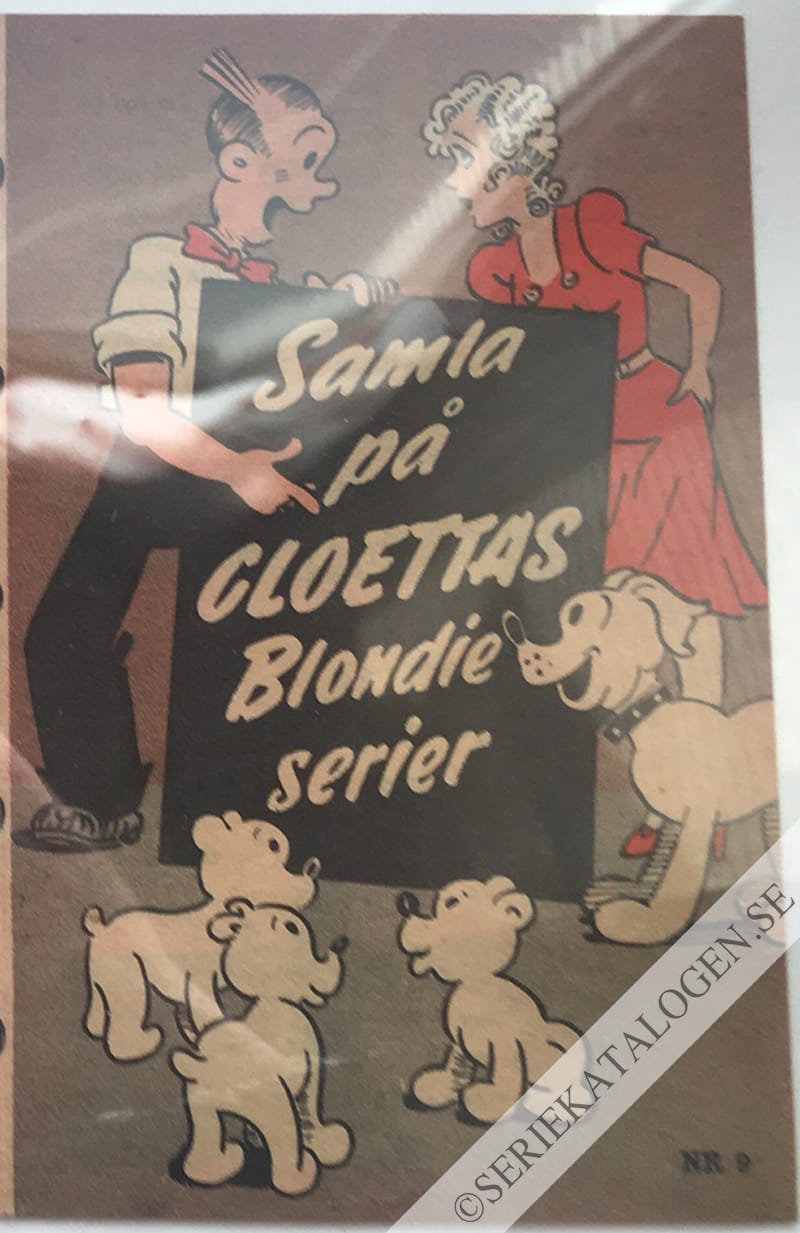 Samla
på
CLOETTAS
Blondie
serier
NR 9
©SERIEKATALOGEN.SE